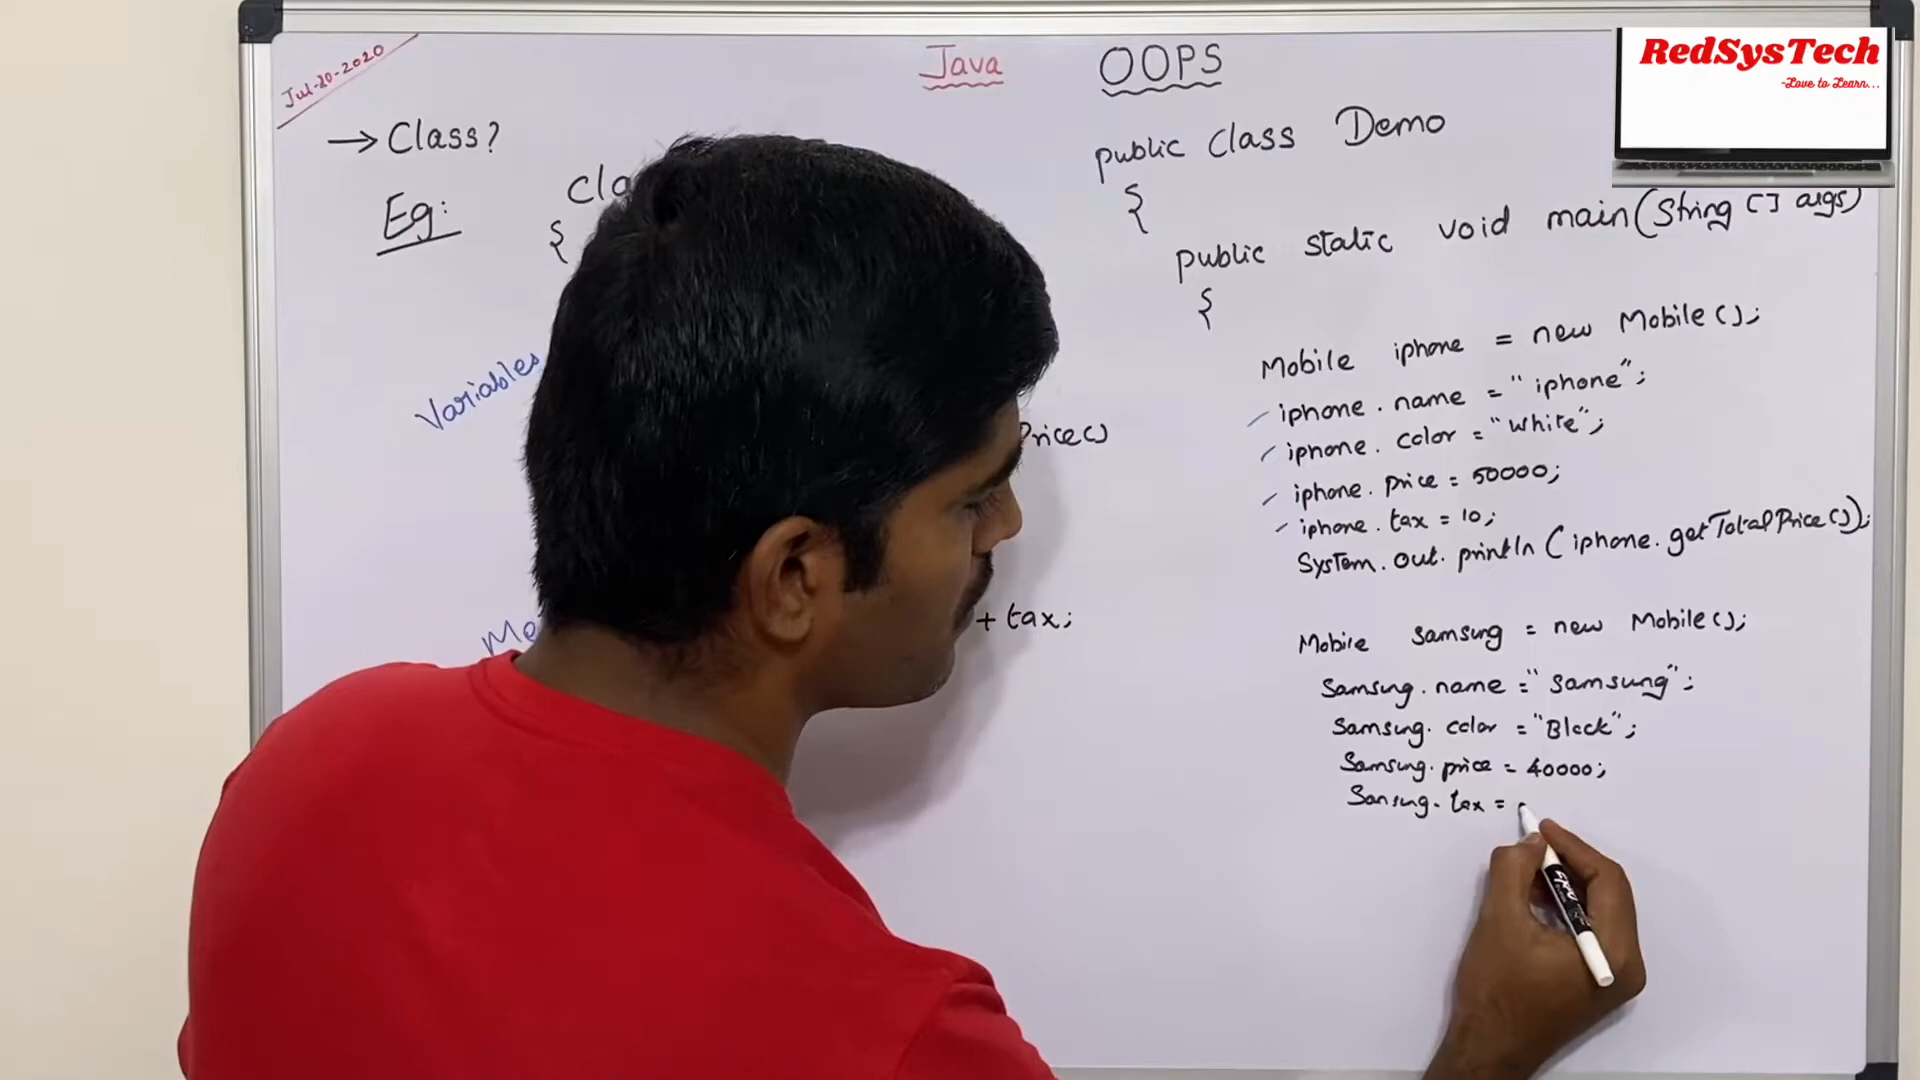 Jul-20-2020
Java OOPS
RedSysTech
-Love to Learn...
→ Class?
Eg:
{
Variables
Price()
+ tax;
public class Demo
{
public static void main(String [] args)
{
Mobile iphone = new Mobile();
iphone. name = "iphone";
iphone. color = "White";
iphone. price = 50000;
iphone. tax = 10;
System. out. println (iphone. getTotalPrice());
Mobile Samsung = new Mobile();
Samsung. name = "Samsung";
Samsung. color = "Black";
Samsung. price = 40000;
Samsung. tax =